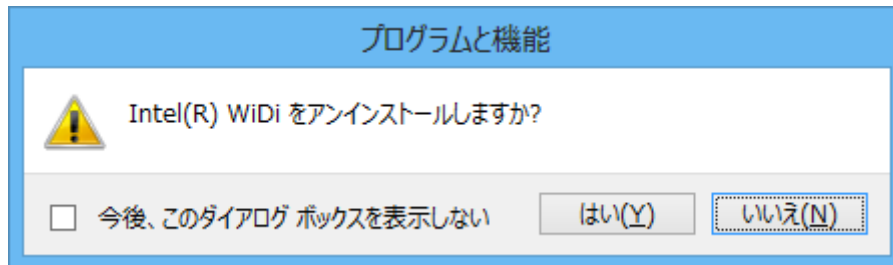 プログラムと機能
Intel(R) WiDi をアンインストールしますか?
今後、このダイアログ ボックスを表示しない はい(Y) いいえ(N)